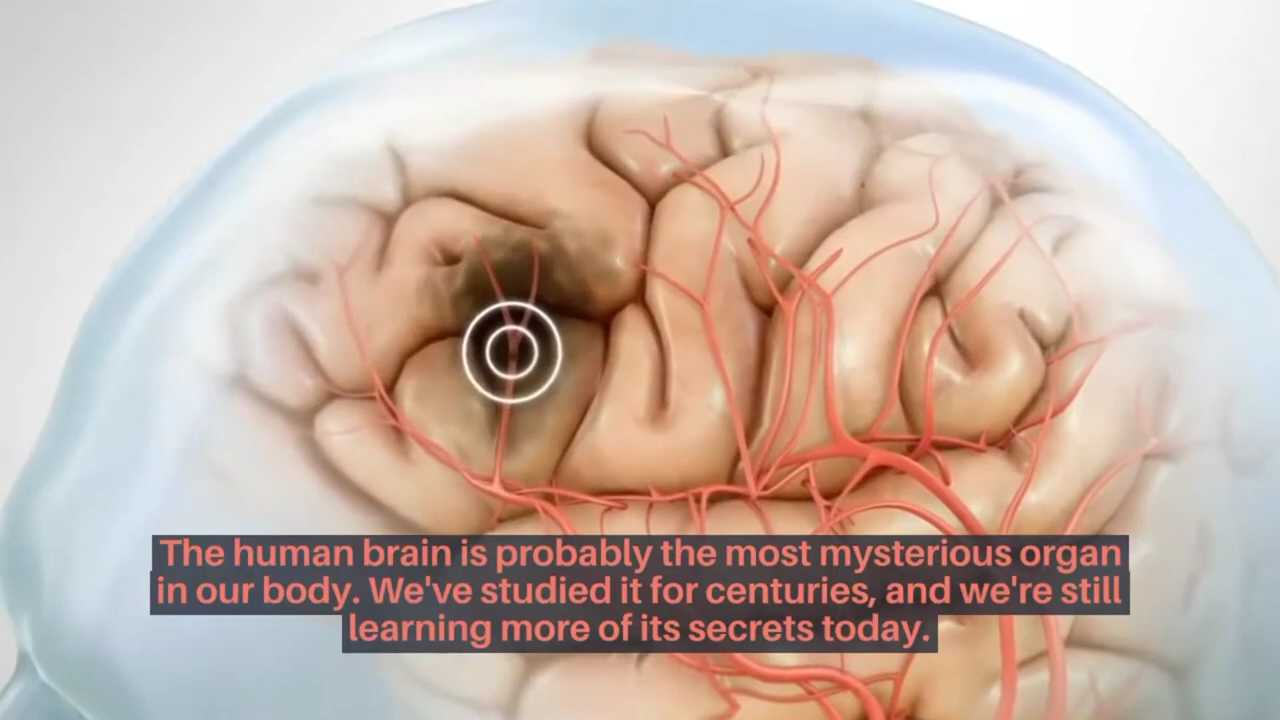 The human brain is probably the most mysterious organ
in our body. We've studied it for centuries, and we're still
learning more of its secrets today.